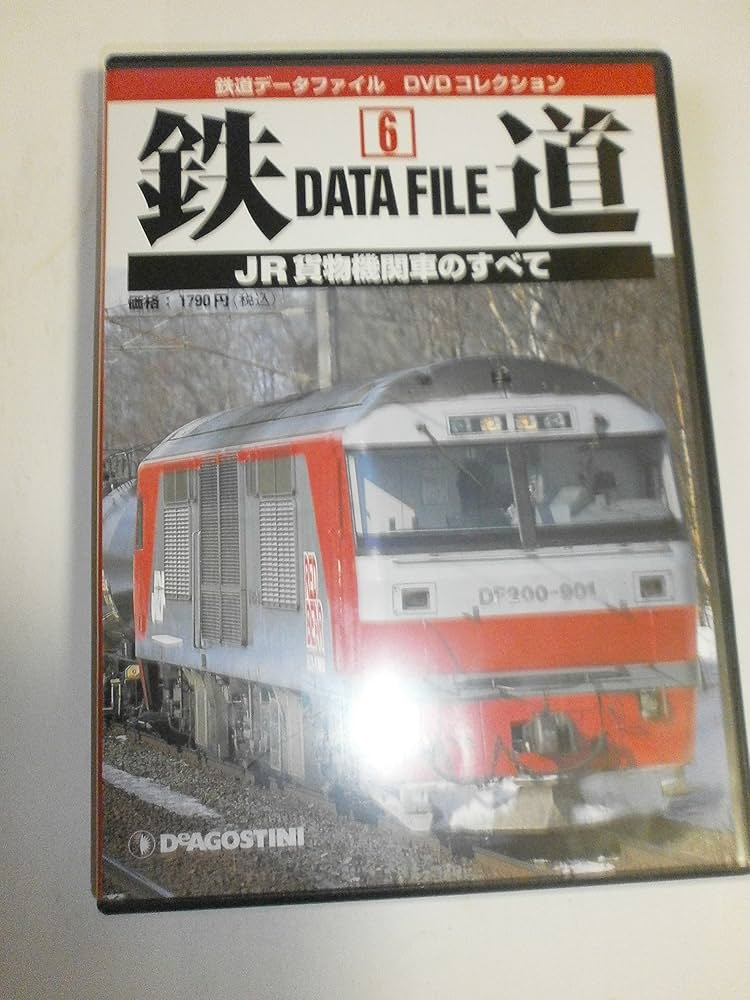 鉄道データファイル DVDコレクション
6
鉄 DATA FILE 道
JR貨物機関車のすべて
価格：1790円（税込）
RED
BEAR
DF200-901
DeAGOSTINI